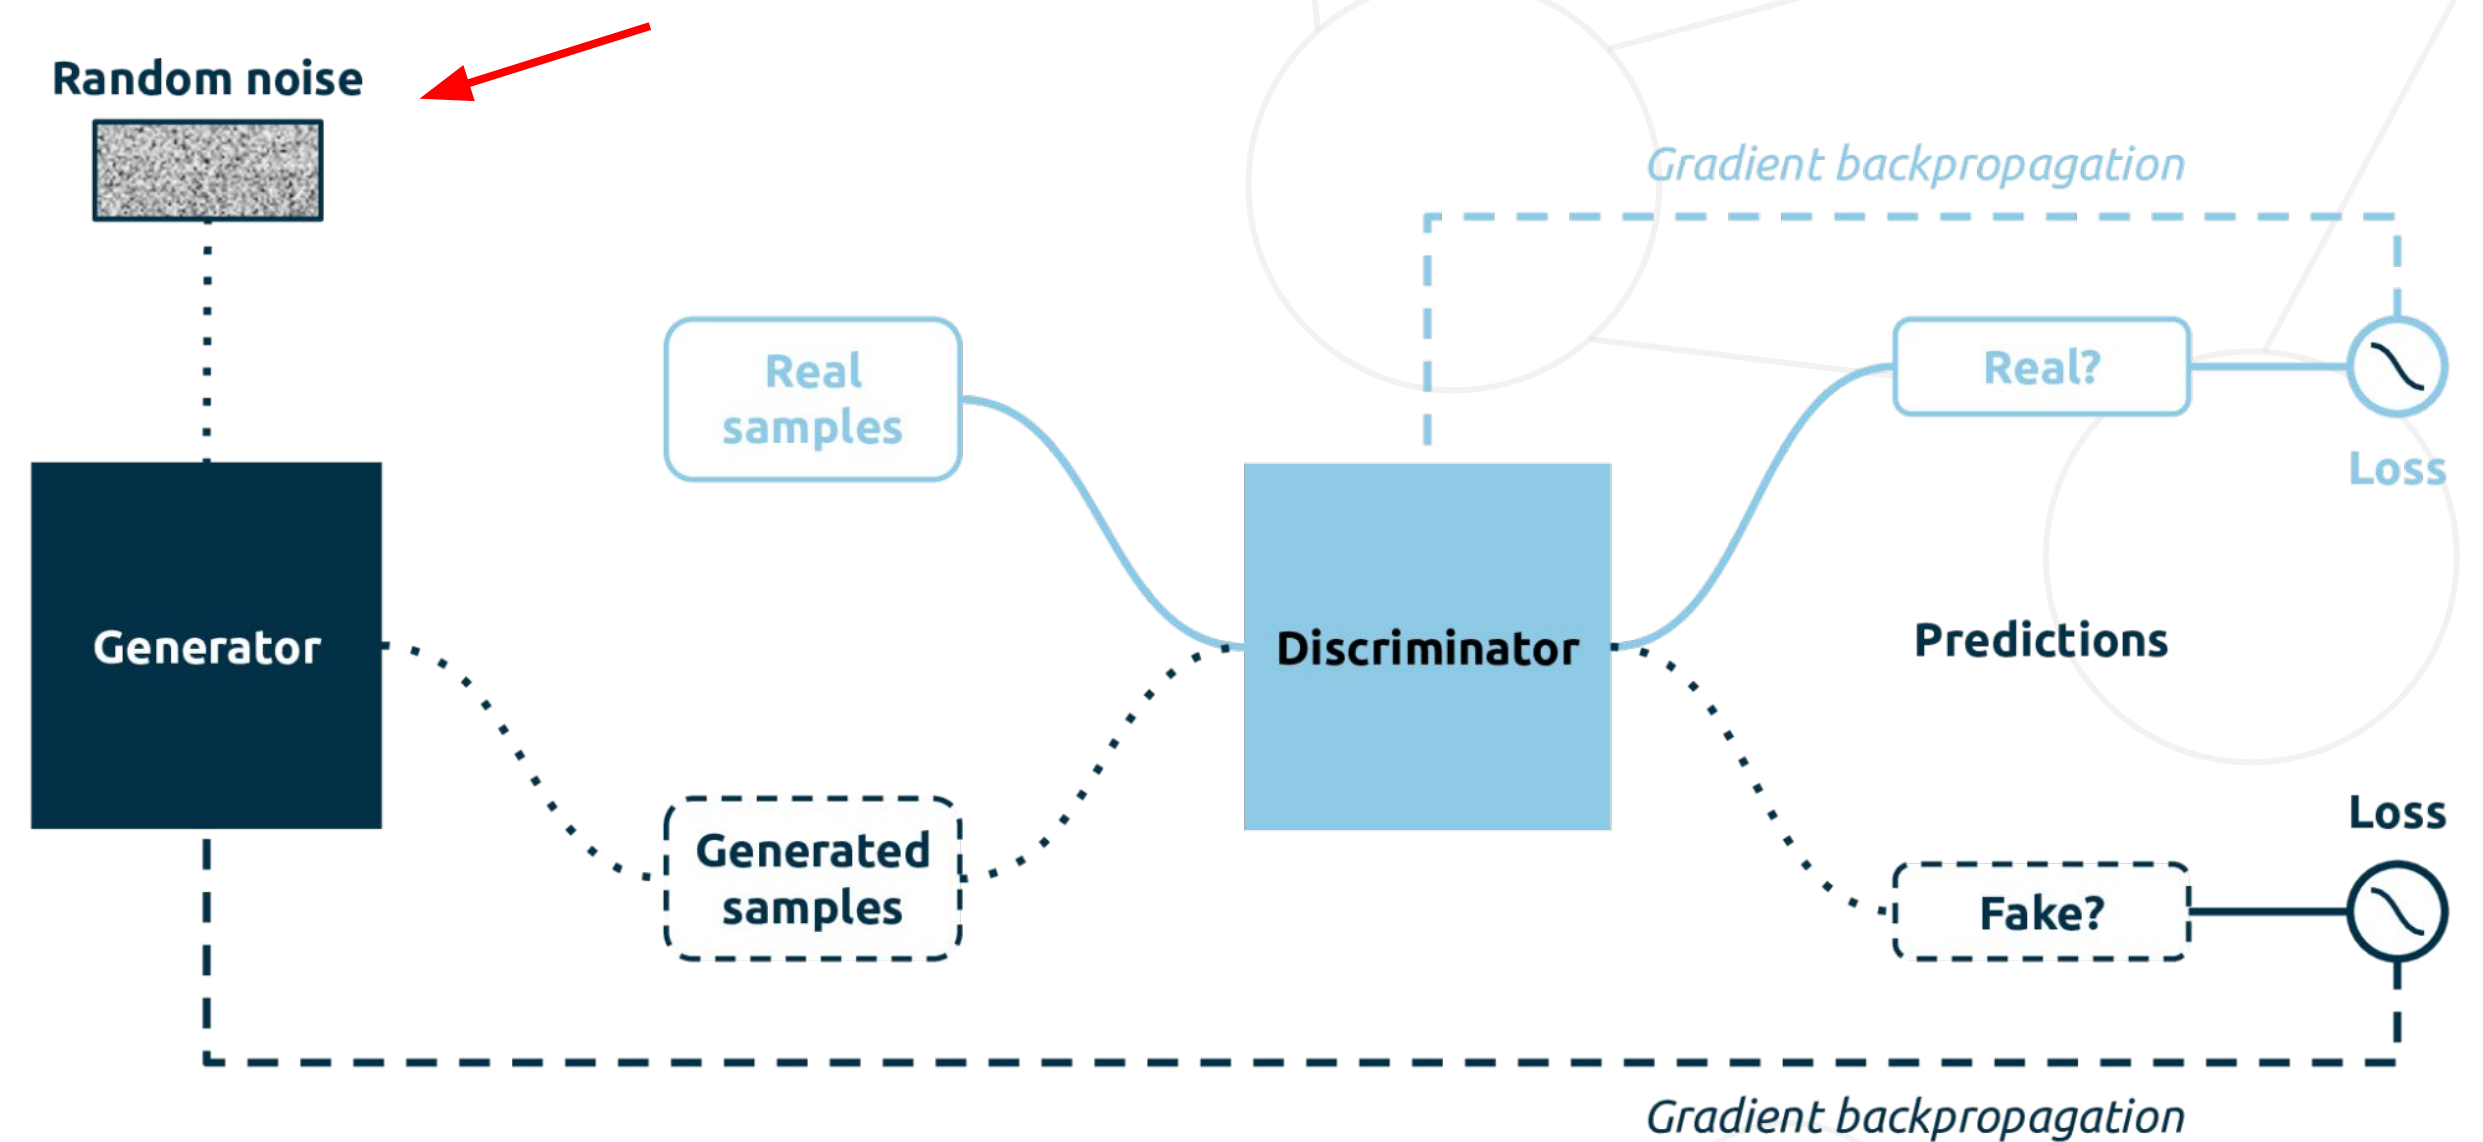 Random noise
Gradient backpropagation
Real
samples
Real?
Loss
Generator
Discriminator
Predictions
Generated
samples
Loss
Fake?
Gradient backpropagation